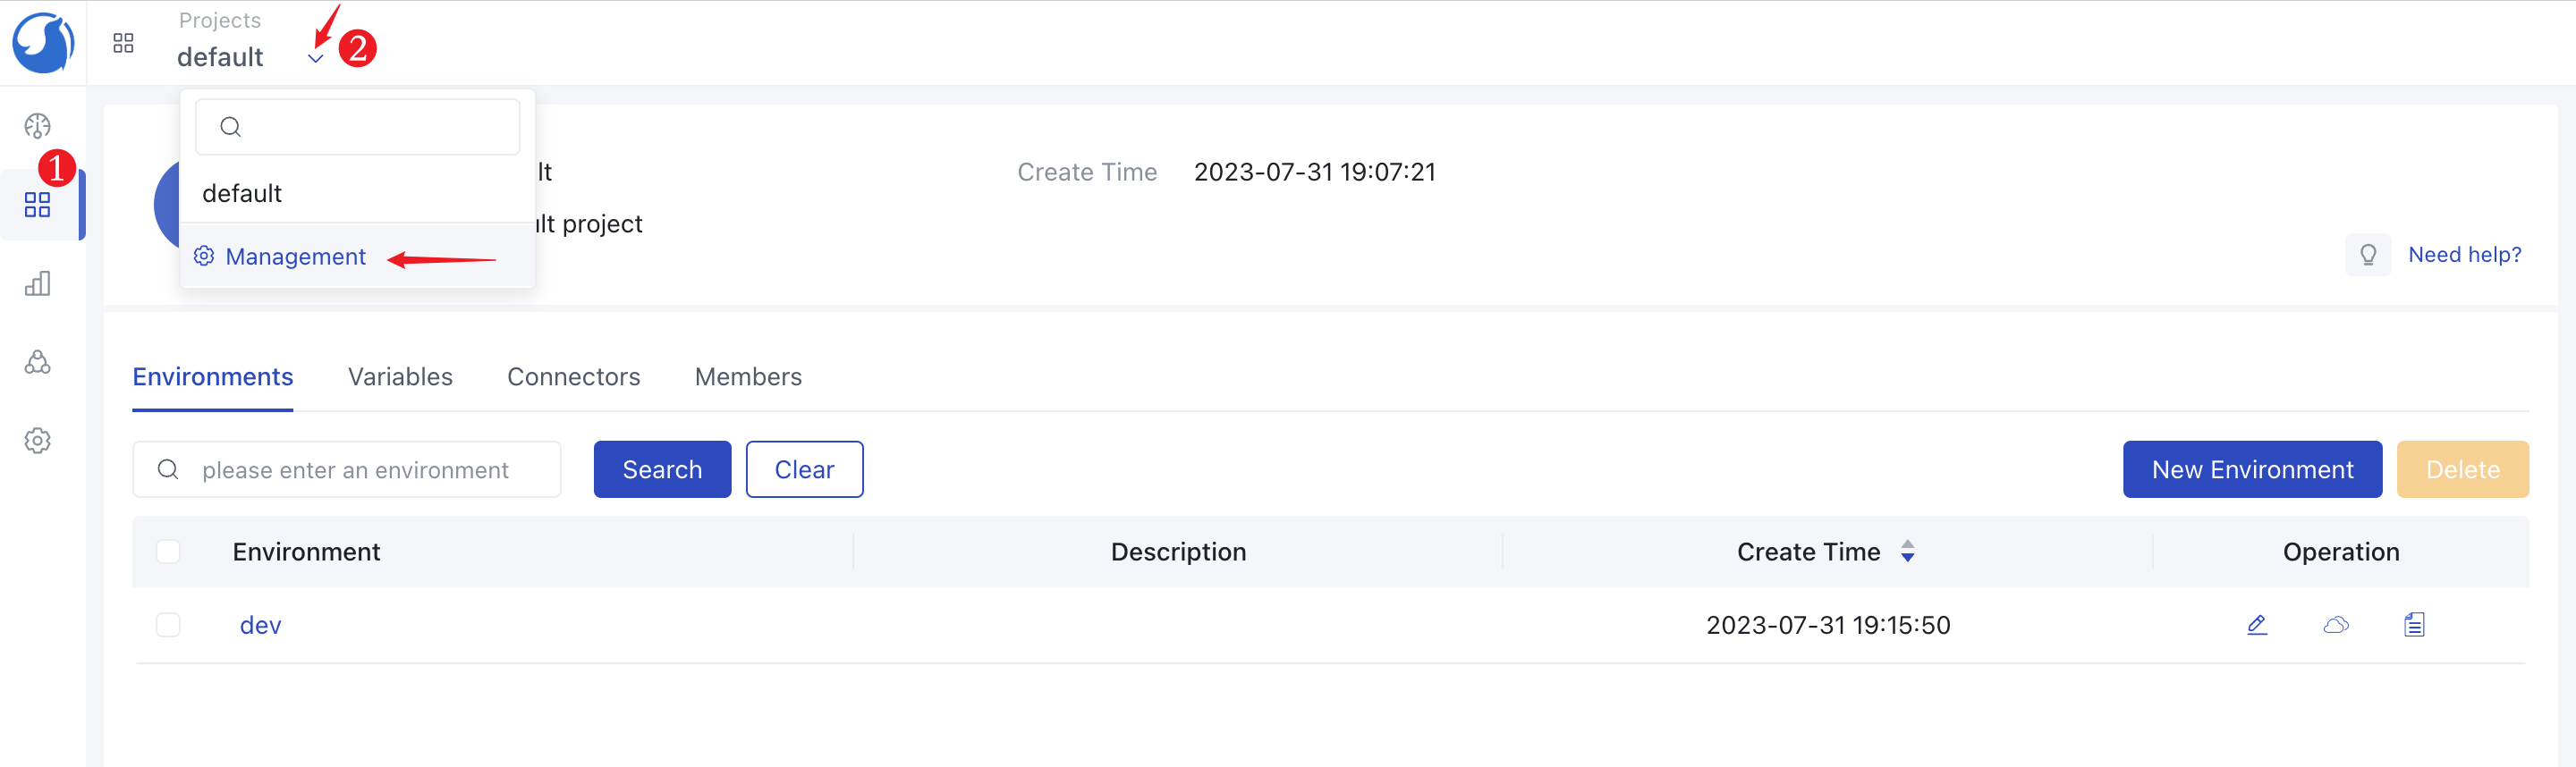 Projects
default
2
1
default
Management
lt
ult project
Create Time 2023-07-31 19:07:21
Need help?
Environments Variables Connectors Members
please enter an environment Search Clear New Environment Delete
Environment Description Create Time Operation
dev 2023-07-31 19:15:50